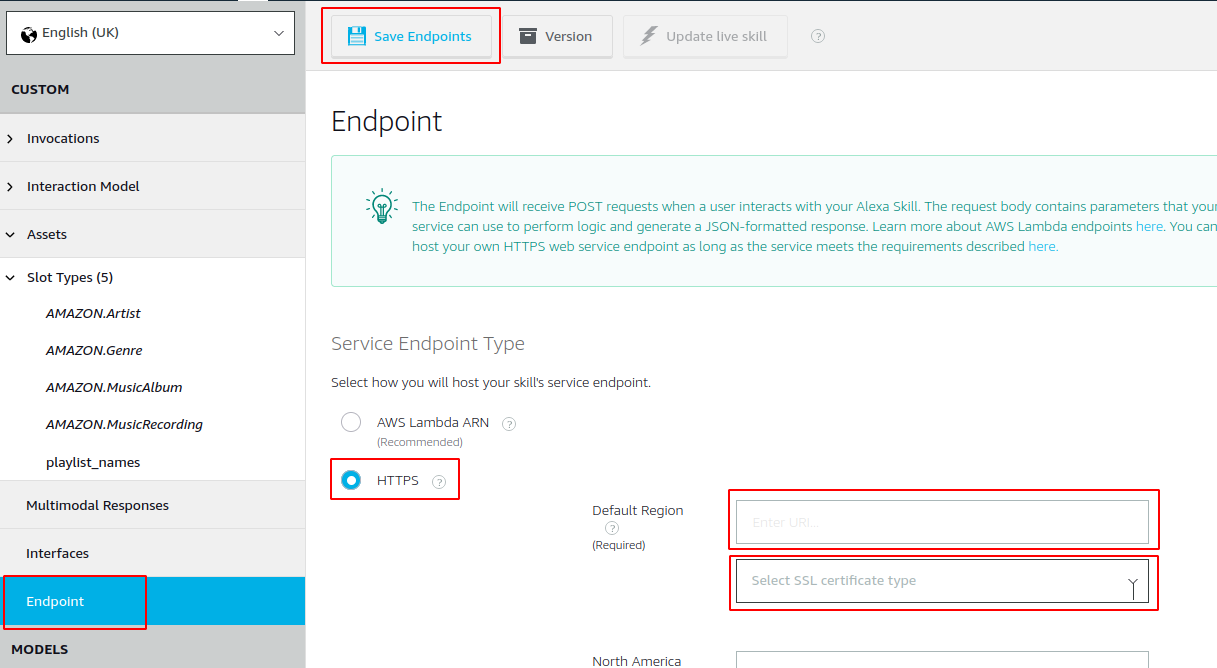 English (UK)
Save Endpoints
Version
Update live skill
?
CUSTOM
Invocations
Interaction Model
Assets
Slot Types (5)
AMAZON.Artist
AMAZON.Genre
AMAZON.MusicAlbum
AMAZON.MusicRecording
playlist_names
Multimodal Responses
Interfaces
Endpoint
MODELS
Endpoint
The Endpoint will receive POST requests when a user interacts with your Alexa Skill. The request body contains parameters that your
service can use to perform logic and generate a JSON-formatted response. Learn more about AWS Lambda endpoints here. You can
host your own HTTPS web service endpoint as long as the service meets the requirements described here.
Service Endpoint Type
Select how you will host your skill's service endpoint.
AWS Lambda ARN ?
(Recommended)
HTTPS ?
Default Region
?
(Required)
Enter URI...
Select SSL certificate type
North America